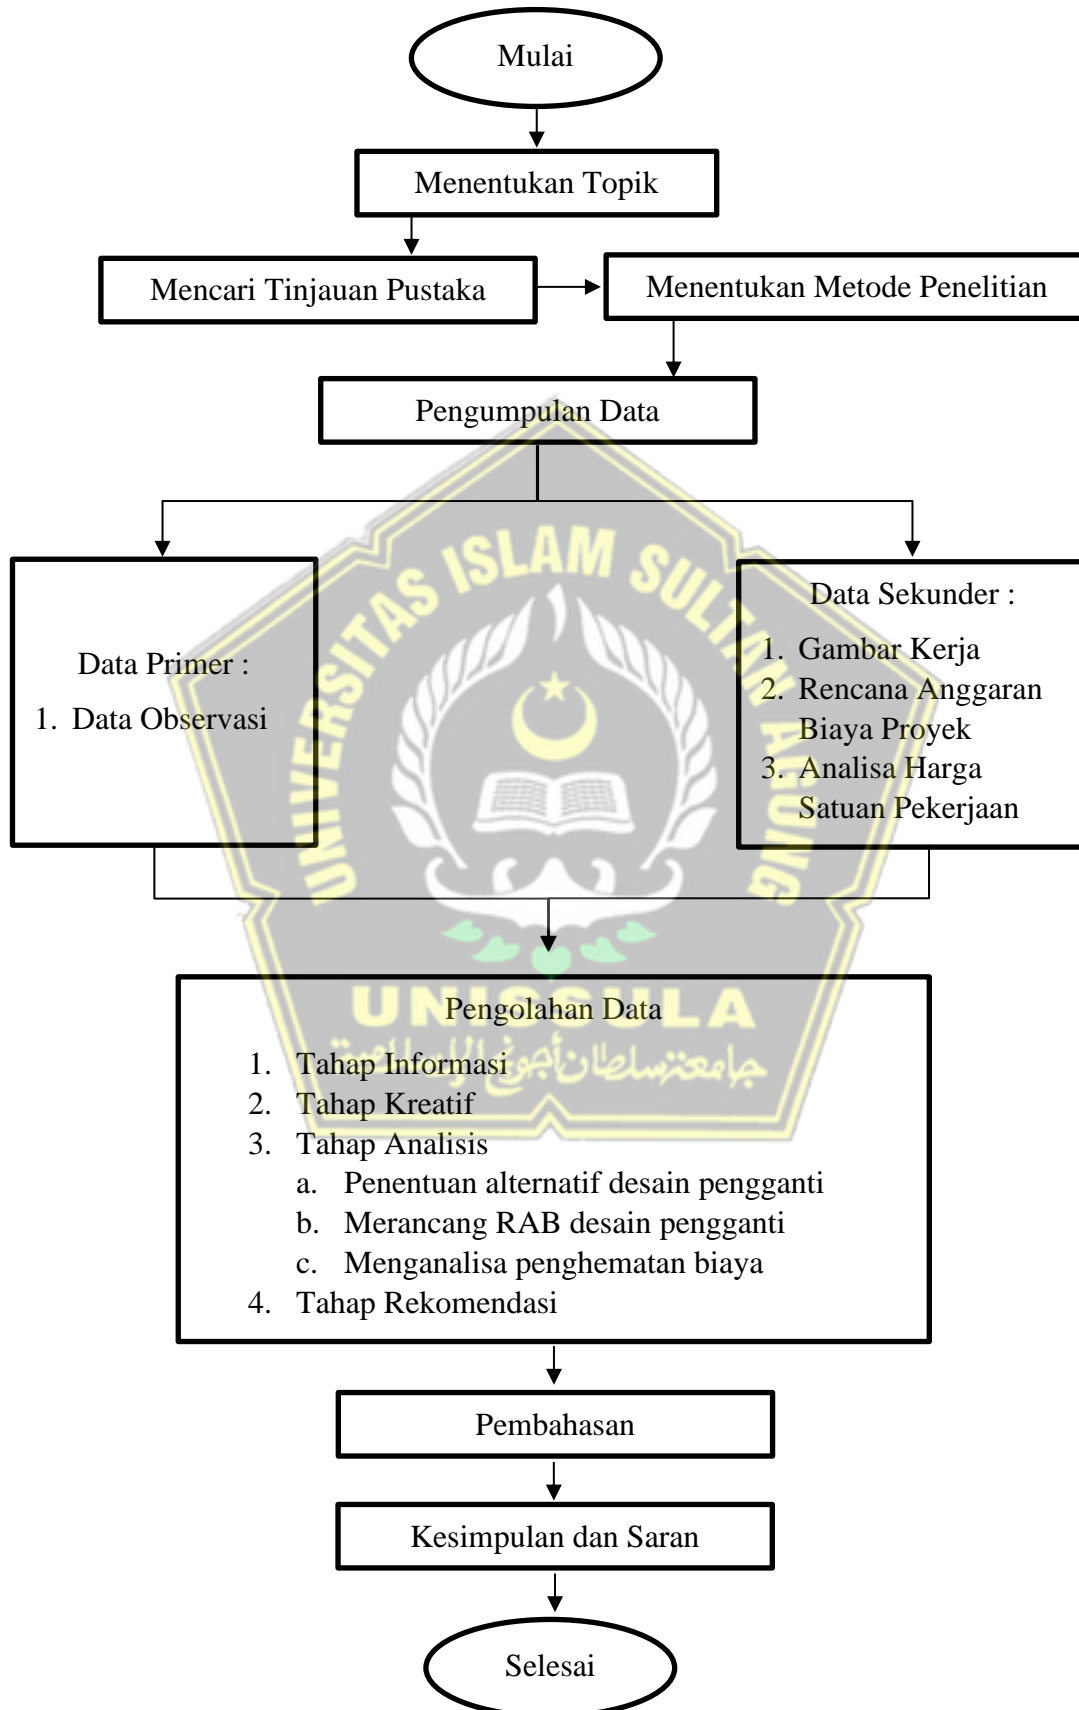 Mulai
Menentukan Topik
Mencari Tinjauan Pustaka
Menentukan Metode Penelitian
Pengumpulan Data
Data Primer :
1. Data Observasi
Data Sekunder :
1. Gambar Kerja
2. Rencana Anggaran
Biaya Proyek
3. Analisa Harga
Satuan Pekerjaan
UNIVERSITAS ISLAM SULTAN AGUNG
UNISSULA
جامعتنسلطان أجونج الإسلامية
Pengolahan Data
1. Tahap Informasi
2. Tahap Kreatif
3. Tahap Analisis
a. Penentuan alternatif desain pengganti
b. Merancang RAB desain pengganti
c. Menganalisa penghematan biaya
4. Tahap Rekomendasi
Pembahasan
Kesimpulan dan Saran
Selesai